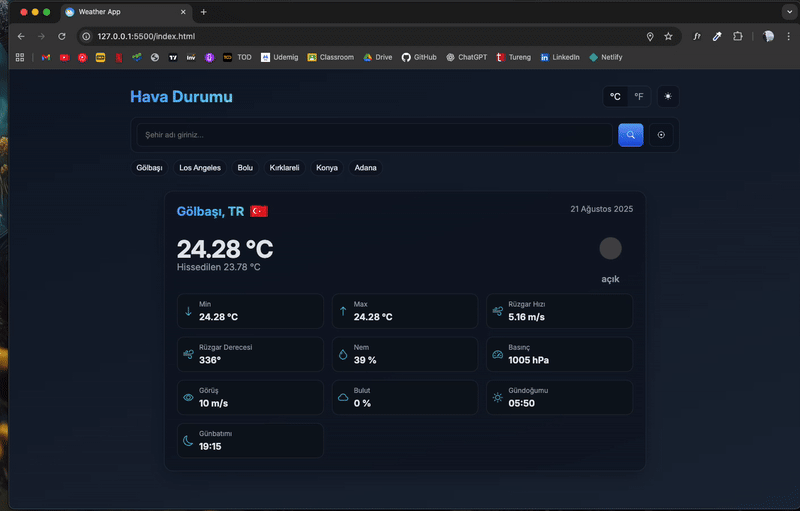 Weather App
127.0.0.1:5500/index.html
TOD Udemig Classroom Drive GitHub ChatGPT Tureng LinkedIn Netlify
Hava Durumu
°C °F
Şehir adı giriniz...
Gölbaşı Los Angeles Bolu Kırklareli Konya Adana
Gölbaşı, TR
21 Ağustos 2025
24.28 °C
Hissedilen 23.78 °C
açık
Min
24.28 °C
Max
24.28 °C
Rüzgar Hızı
5.16 m/s
Rüzgar Derecesi
336°
Nem
39 %
Basınç
1005 hPa
Görüş
10 m/s
Bulut
0 %
Gündoğumu
05:50
Günbatımı
19:15